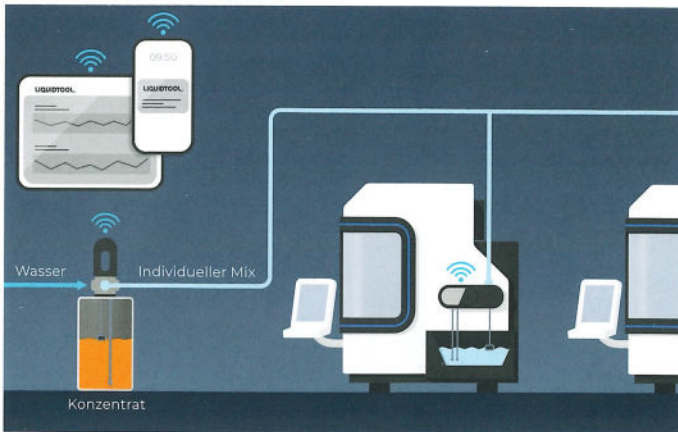 09:50
LIQUIDTOOL.
LIQUIDTOOL.
Wasser
Individueller Mix
Konzentrat